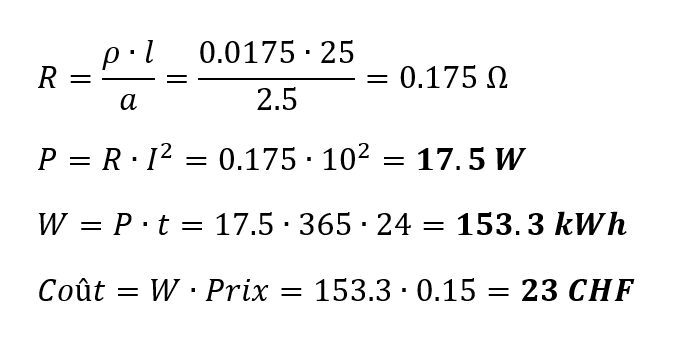 R = ρ · l / a = 0.0175 · 25 / 2.5 = 0.175 Ω
P = R · I² = 0.175 · 10² = 17.5 W
W = P · t = 17.5 · 365 · 24 = 153.3 kWh
Coût = W · Prix = 153.3 · 0.15 = 23 CHF